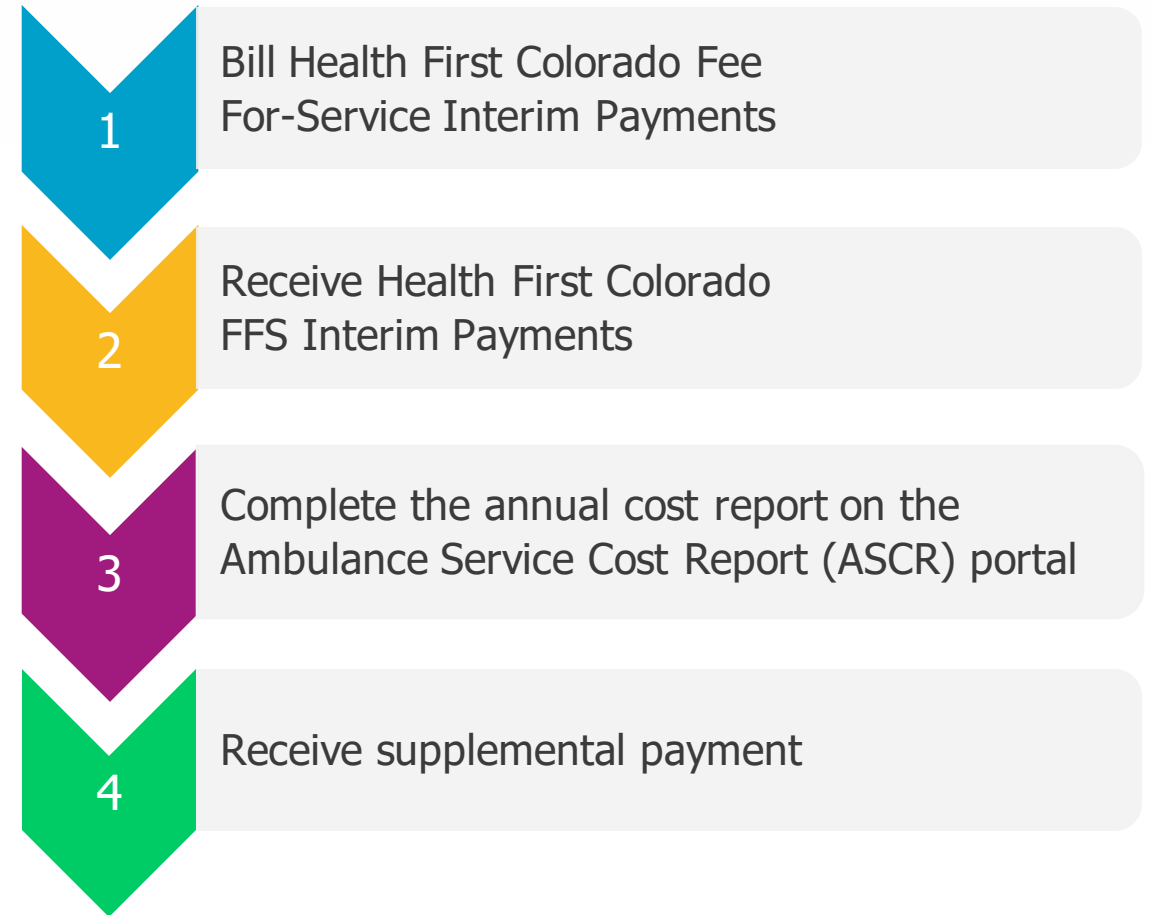 1
Bill Health First Colorado Fee
For-Service Interim Payments
2
Receive Health First Colorado
FFS Interim Payments
3
Complete the annual cost report on the
Ambulance Service Cost Report (ASCR) portal
4
Receive supplemental payment